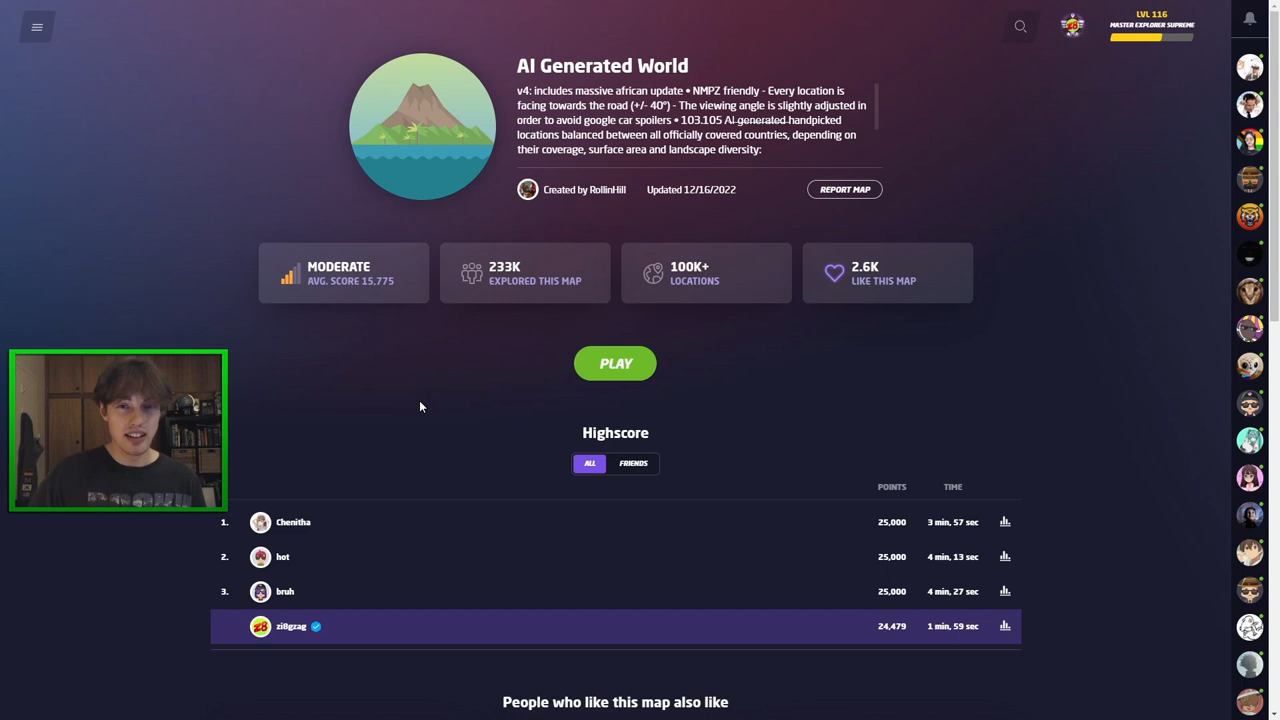 LVL 116
MASTER EXPLORER SUPREME
AI Generated World
v4: includes massive african update • NMPZ friendly - Every location is
facing towards the road (+/- 40°) - The viewing angle is slightly adjusted in
order to avoid google car spoilers • 103.105 AI generated handpicked
locations balanced between all officially covered countries, depending on
their coverage, surface area and landscape diversity:
Created by RollinHill Updated 12/16/2022 REPORT MAP
MODERATE
AVG. SCORE 15,775
233K
EXPLORED THIS MAP
100K+
LOCATIONS
2.6K
LIKE THIS MAP
PLAY
Highscore
ALL FRIENDS
POINTS TIME
1. Chenitha 25,000 3 min, 57 sec
2. hot 25,000 4 min, 13 sec
3. bruh 25,000 4 min, 27 sec
Z8 zi8gzag 24,479 1 min, 59 sec
People who like this map also like